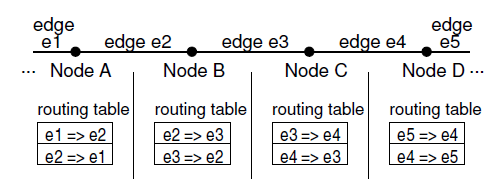 edge edge
e1 edge e2 edge e3 edge e4 e5
... Node A Node B Node C Node D ...
routing table routing table routing table routing table
e1 => e2 e2 => e3 e3 => e4 e5 => e4
e2 => e1 e3 => e2 e4 => e3 e4 => e5